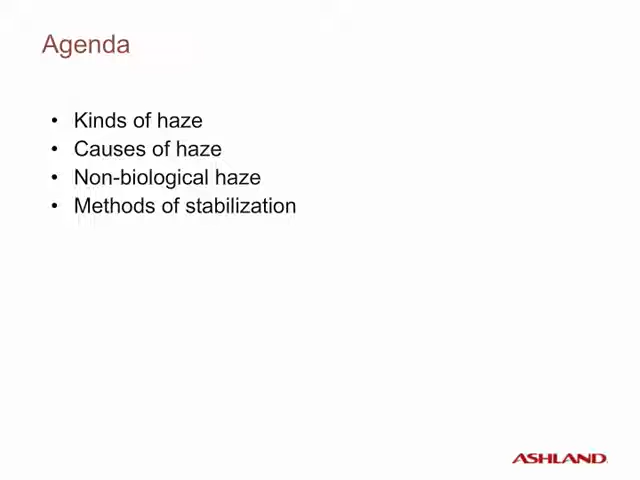 Agenda
• Kinds of haze
• Causes of haze
• Non-biological haze
• Methods of stabilization
ASHLAND